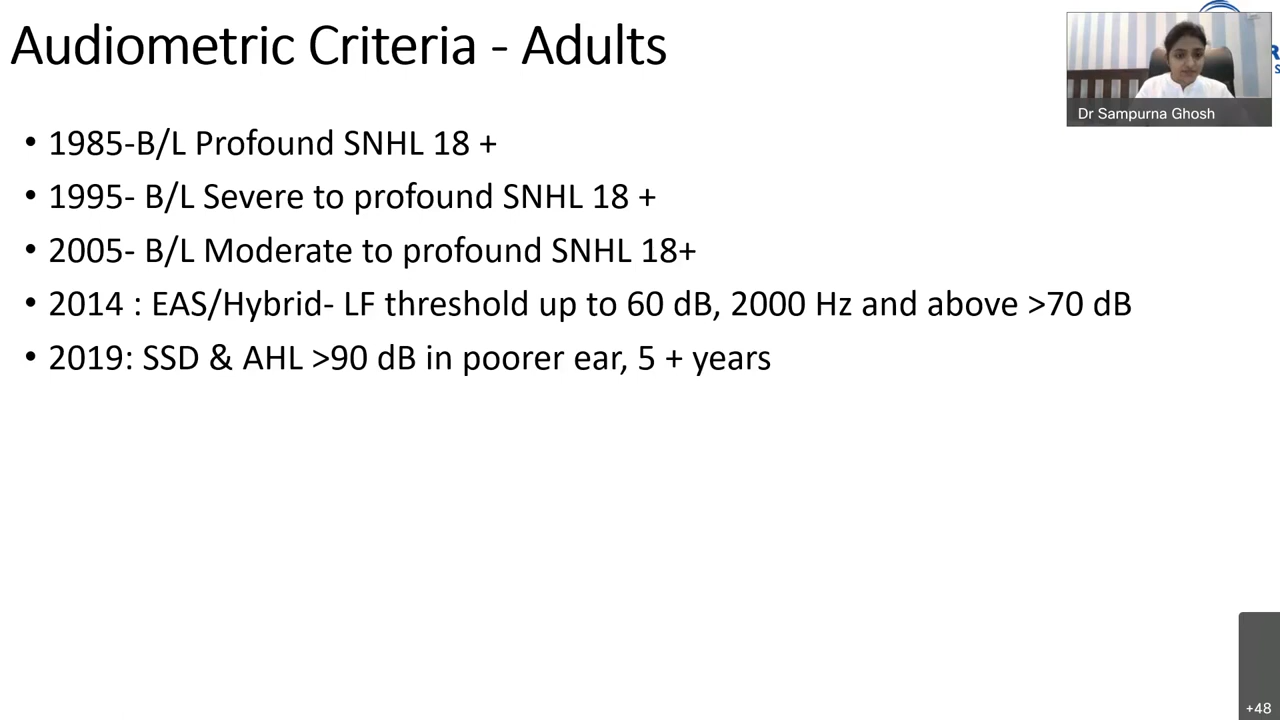 Audiometric Criteria - Adults
Dr Sampurna Ghosh
• 1985-B/L Profound SNHL 18 +
• 1995- B/L Severe to profound SNHL 18 +
• 2005- B/L Moderate to profound SNHL 18+
• 2014 : EAS/Hybrid- LF threshold up to 60 dB, 2000 Hz and above >70 dB
• 2019: SSD & AHL >90 dB in poorer ear, 5 + years
+48